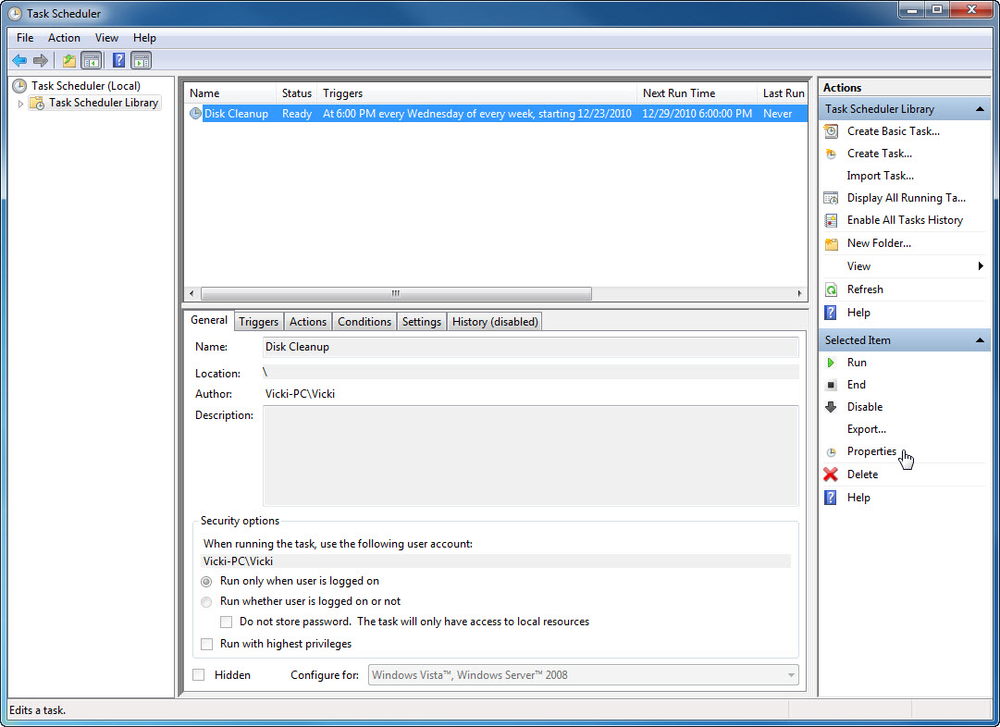 Task Scheduler
File Action View Help
Task Scheduler (Local)
Task Scheduler Library
Name Status Triggers Next Run Time Last Run
Disk Cleanup Ready At 6:00 PM every Wednesday of every week, starting 12/23/2010 12/29/2010 6:00:00 PM Never
General Triggers Actions Conditions Settings History (disabled)
Name: Disk Cleanup
Location: \
Author: Vicki-PC\Vicki
Description:
Security options
When running the task, use the following user account:
Vicki-PC\Vicki
Run only when user is logged on
Run whether user is logged on or not
Do not store password. The task will only have access to local resources
Run with highest privileges
Hidden Configure for: Windows Vista™, Windows Server™ 2008
Actions
Task Scheduler Library
Create Basic Task...
Create Task...
Import Task...
Display All Running Ta...
Enable All Tasks History
New Folder...
View
Refresh
Help
Selected Item
Run
End
Disable
Export...
Properties
Delete
Help
Edits a task.